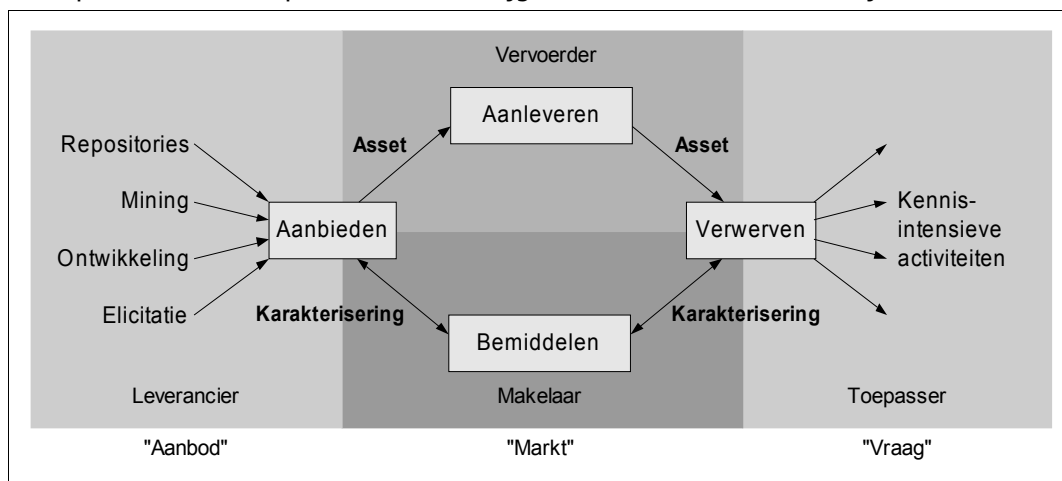 Vervoerder
Aanleveren
Repositories
Asset
Asset
Mining
Kennis-
Aanbieden
Verwerven
intensieve
Ontwikkeling
activiteiten
Elicitatie
Karakterisering
Karakterisering
Bemiddelen
Leverancier
Makelaar
Toepasser
"Aanbod"
"Markt"
"Vraag"